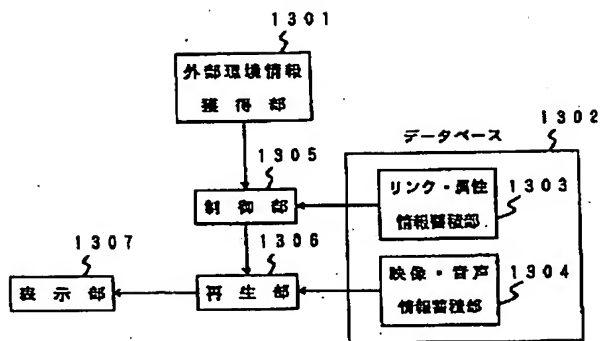 1301
外部環境情報
獲得部
1302
データベース
1305
制御部
リンク・属性
情報蓄積部
1303
1307
1306
表示部
再生部
映像・音声
情報蓄積部
1304